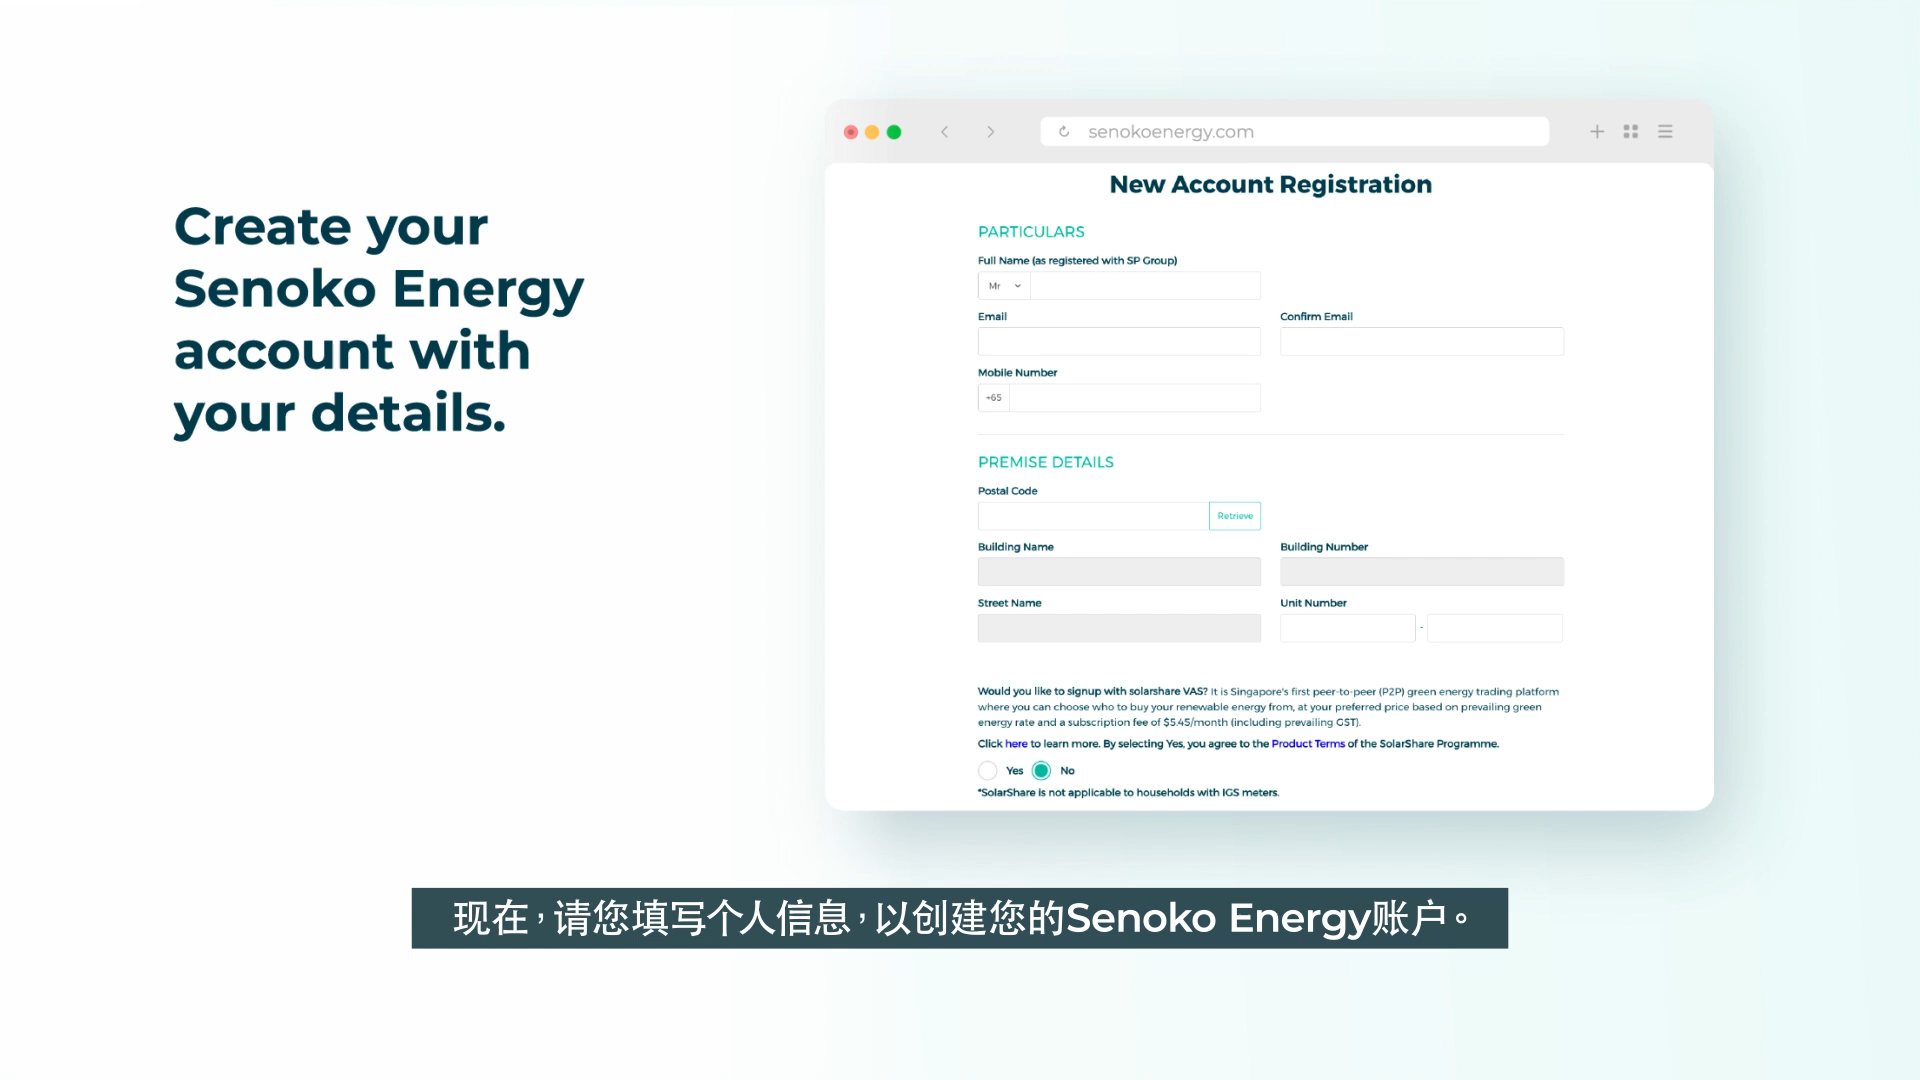 Create your
Senoko Energy
account with
your details.
senokoenergy.com
New Account Registration
PARTICULARS
Full Name (as registered with SP Group)
Mr
Email
Confirm Email
Mobile Number
+65
PREMISE DETAILS
Postal Code
Retrieve
Building Name
Building Number
Street Name
Unit Number
-
Would you like to signup with solarshare VAS? It is Singapore's first peer-to-peer (P2P) green energy trading platform
where you can choose who to buy your renewable energy from, at your preferred price based on prevailing green
energy rate and a subscription fee of $5.45/month (including prevailing GST).
Click here to learn more. By selecting Yes, you agree to the Product Terms of the SolarShare Programme.
Yes No
*SolarShare is not applicable to households with IGS meters.
现在，请您填写个人信息，以创建您的Senoko Energy账户。